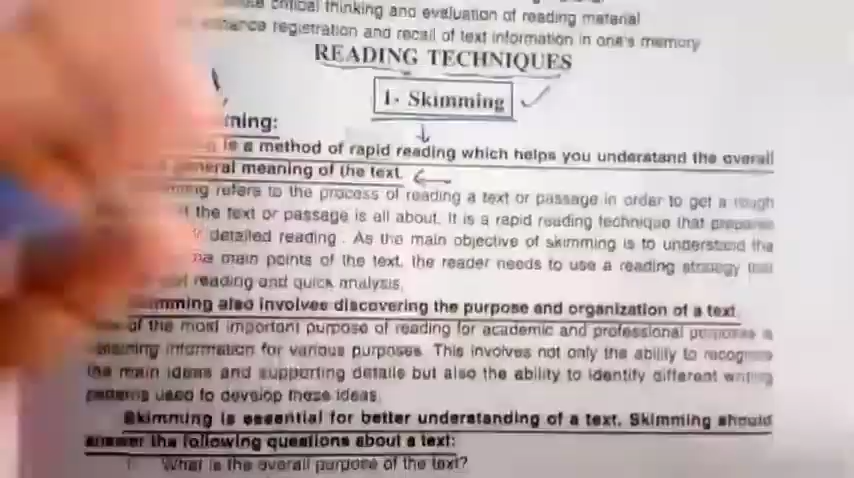 critical thinking and evaluation of reading material
registration and recall of text information in one's memory
READING TECHNIQUES
1- Skimming
ming:
is a method of rapid reading which helps you understand the overall
general meaning of the text.
refers to the process of reading a text or passage in order to get a rough
the text or passage is all about. It is a rapid reading technique that prepares
detailed reading. As the main objective of skimming is to understand the
main points of the text, the reader needs to use a reading strategy
reading and quick analysis.
Skimming also involves discovering the purpose and organization of a text.
of the most important purpose of reading for academic and professional purposes is
information for various purposes. This involves not only the ability to recognize
the main ideas and supporting details but also the ability to identify different writing
patterns used to develop these ideas.
Skimming is essential for better understanding of a text. Skimming should
answer the following questions about a text:
1. What is the overall purpose of the text?